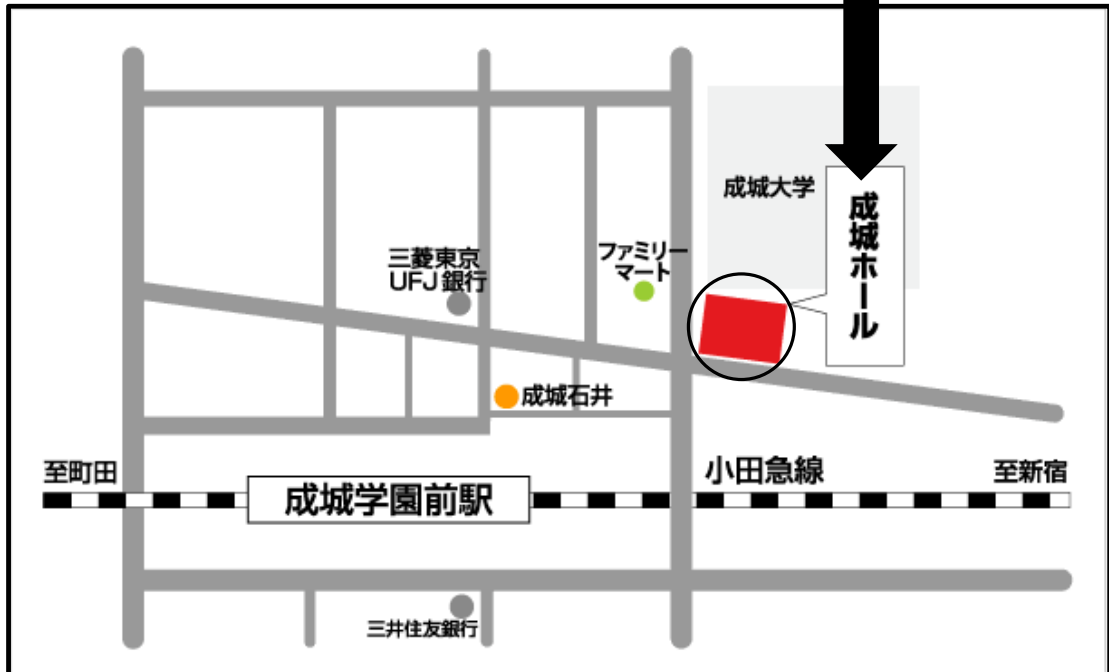 成城大学
成城ホール
三菱東京
UFJ銀行
ファミリー
マート
成城石井
至町田
小田急線
至新宿
成城学園前駅
三井住友銀行